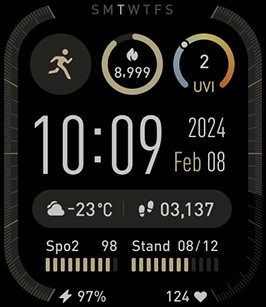 SMTWTFS
8,999
2
UVI
10:09
2024
Feb 08
-23°C
03,137
Spo2 98
Stand 08/12
97%
124